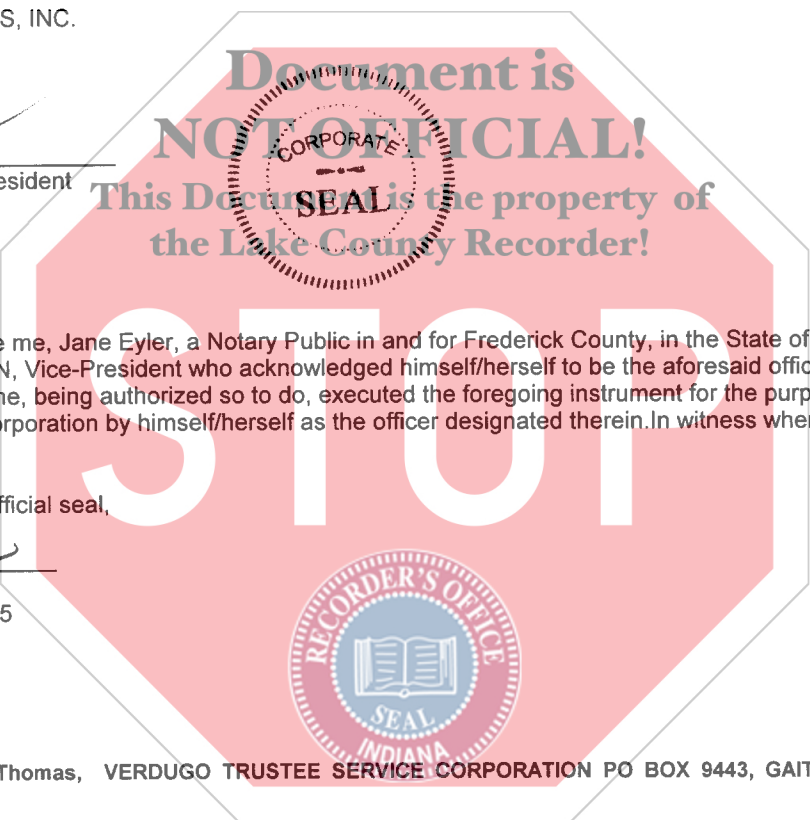 S, INC.
Document is
NOT OFFICIAL!
CORPORATE
SEAL
esident
This Document is the property of
the Lake County Recorder!
STOP
e me, Jane Eyler, a Notary Public in and for Frederick County, in the State of
N, Vice-President who acknowledged himself/herself to be the aforesaid offic
ne, being authorized so to do, executed the foregoing instrument for the purp
orporation by himself/herself as the officer designated therein.In witness wher
fficial seal,
5
RECORDER'S OFFICE
SEAL
INDIANA
Thomas, VERDUGO TRUSTEE SERVICE CORPORATION PO BOX 9443, GAIT